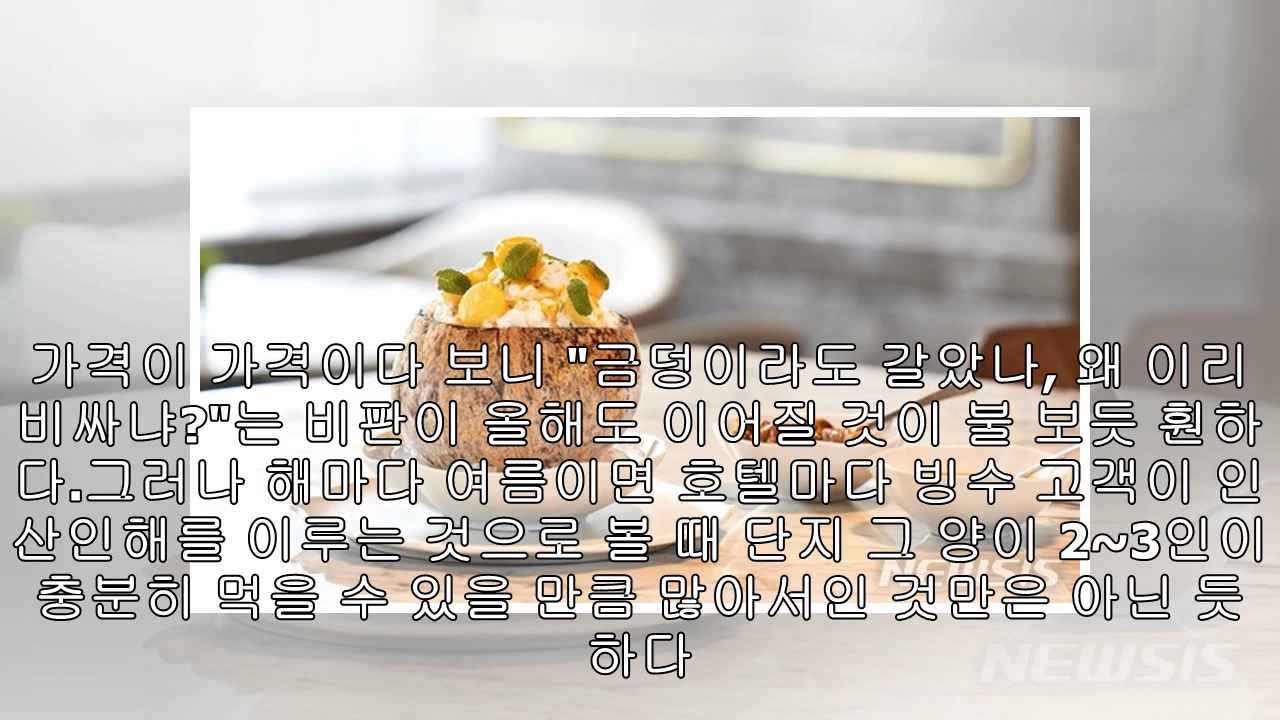 가격이 가격이다 보니 "금덩이라도 갈았나, 왜 이리
비싸냐?"는 비판이 올해도 이어질 것이 불 보듯 훤하
다.그러나 해마다 여름이면 호텔마다 빙수 고객이 인
산인해를 이루는 것으로 볼 때 단지 그 양이 2~3인이
충분히 먹을 수 있을 만큼 많아서인 것만은 아닌 듯
하다
NEWSIS
NEWSIS